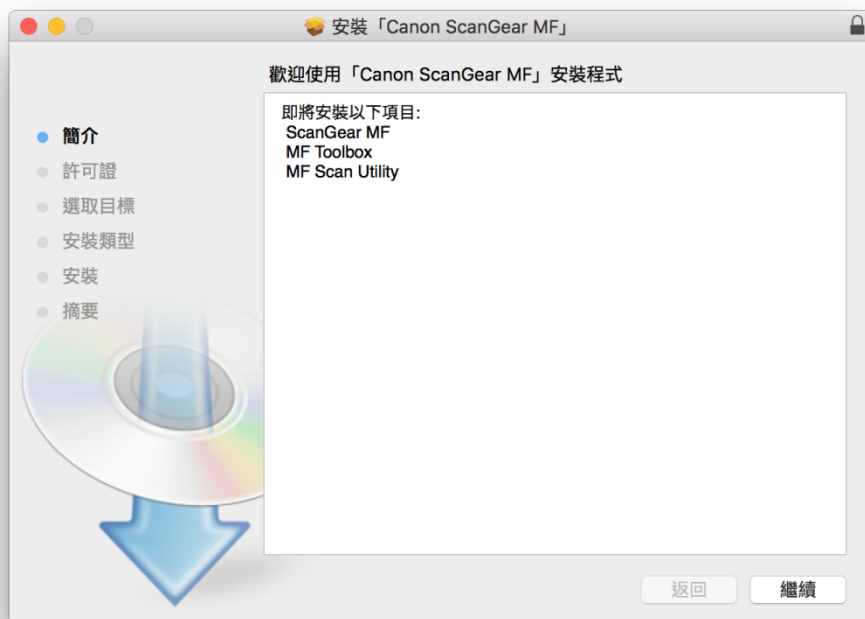 安裝「Canon ScanGear MF」
歡迎使用「Canon ScanGear MF」安裝程式
簡介
許可證
選取目標
安裝類型
安裝
摘要
即將安裝以下項目:
ScanGear MF
MF Toolbox
MF Scan Utility
返回
繼續